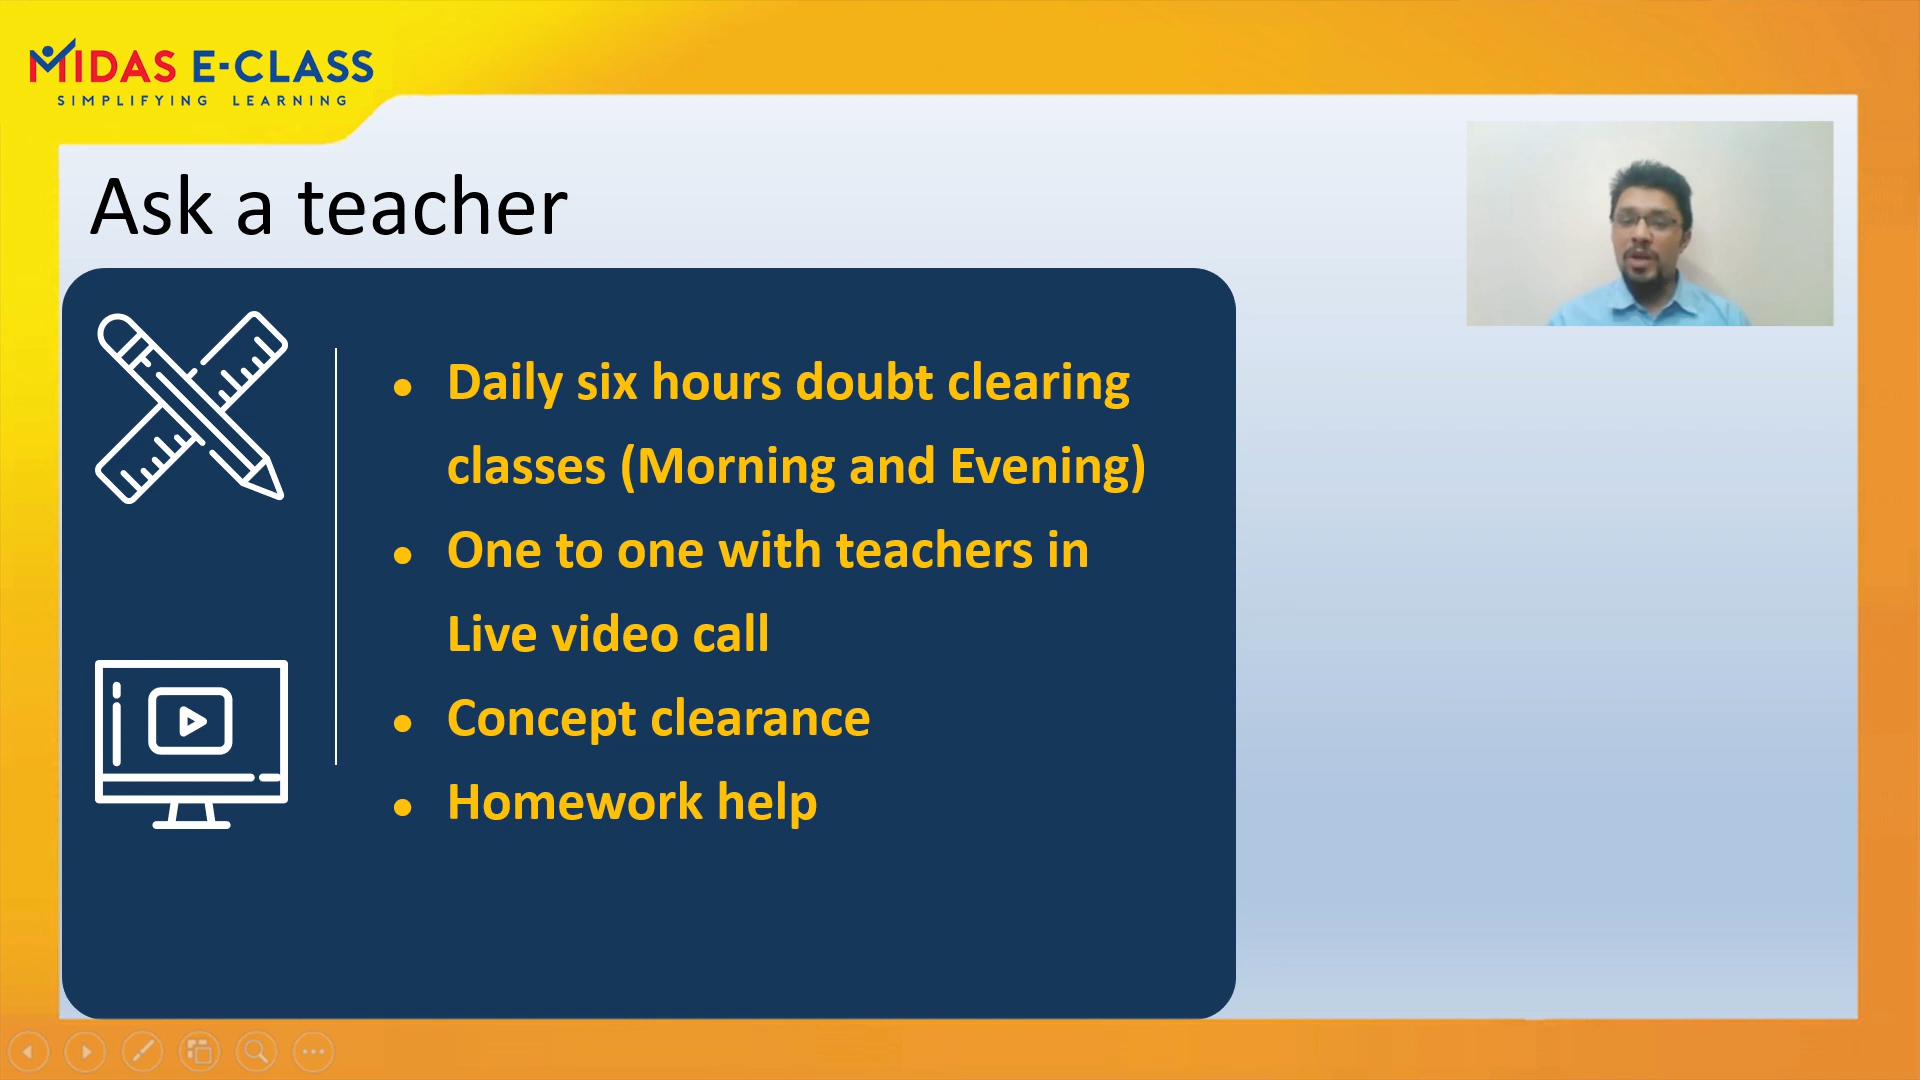 MIDAS E-CLASS
SIMPLIFYING LEARNING
Ask a teacher
• Daily six hours doubt clearing
classes (Morning and Evening)
• One to one with teachers in
Live video call
• Concept clearance
• Homework help